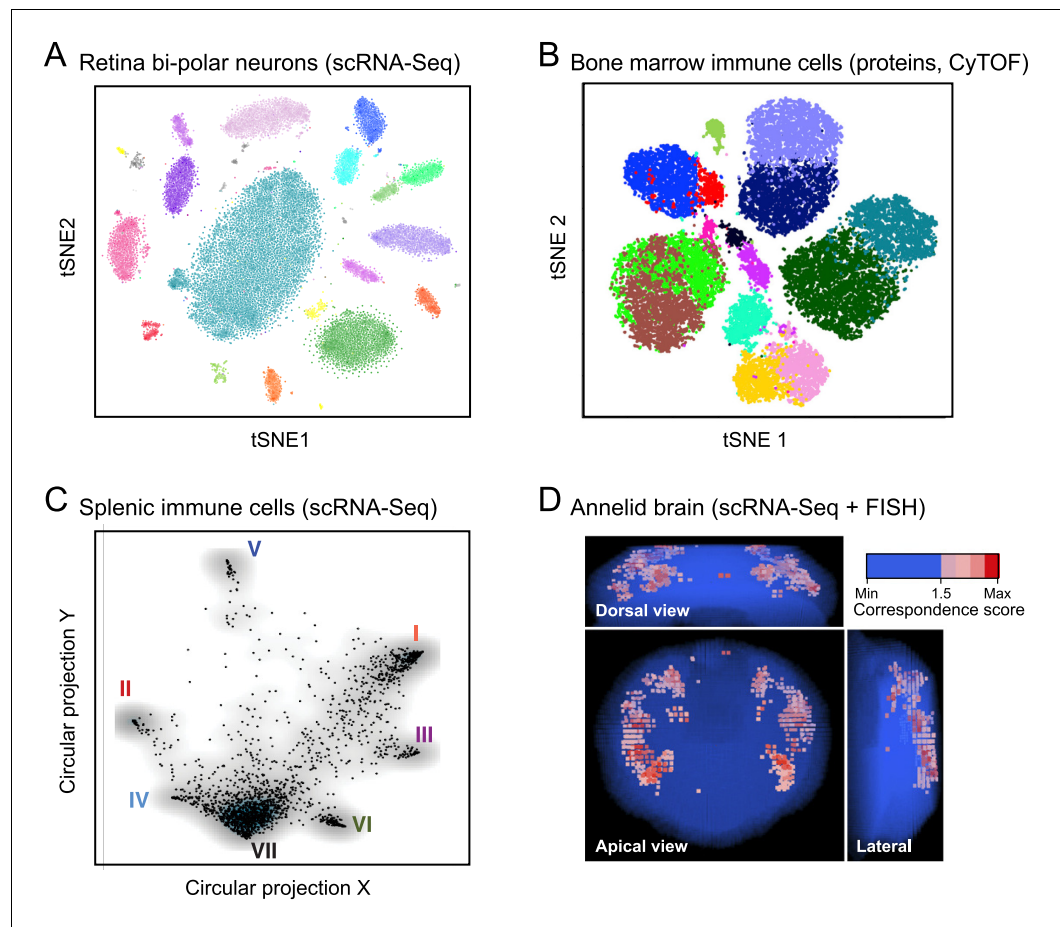 A Retina bi-polar neurons (scRNA-Seq)
tSNE2
tSNE1
B Bone marrow immune cells (proteins, CyTOF)
tSNE 2
tSNE 1
C Splenic immune cells (scRNA-Seq)
Circular projection Y
V
I
II
III
IV
VI
VII
Circular projection X
D Annelid brain (scRNA-Seq + FISH)
Dorsal view
Min 1.5 Max
Correspondence score
Apical view
Lateral